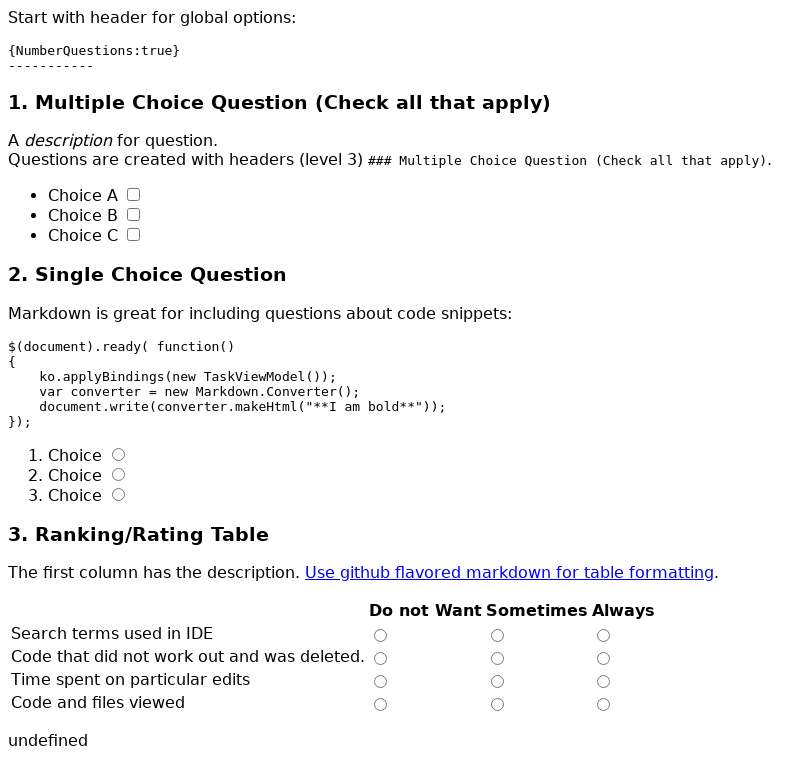 Start with header for global options:
{NumberQuestions:true}
-----------
1. Multiple Choice Question (Check all that apply)
A description for question.
Questions are created with headers (level 3) ### Multiple Choice Question (Check all that apply).
• Choice A
• Choice B
• Choice C
2. Single Choice Question
Markdown is great for including questions about code snippets:
$(document).ready( function()
{
    ko.applyBindings(new TaskViewModel());
    var converter = new Markdown.Converter();
    document.write(converter.makeHtml("**I am bold**"));
});
1. Choice
2. Choice
3. Choice
3. Ranking/Rating Table
The first column has the description. Use github flavored markdown for table formatting.
Do not Want Sometimes Always
Search terms used in IDE
Code that did not work out and was deleted.
Time spent on particular edits
Code and files viewed
undefined